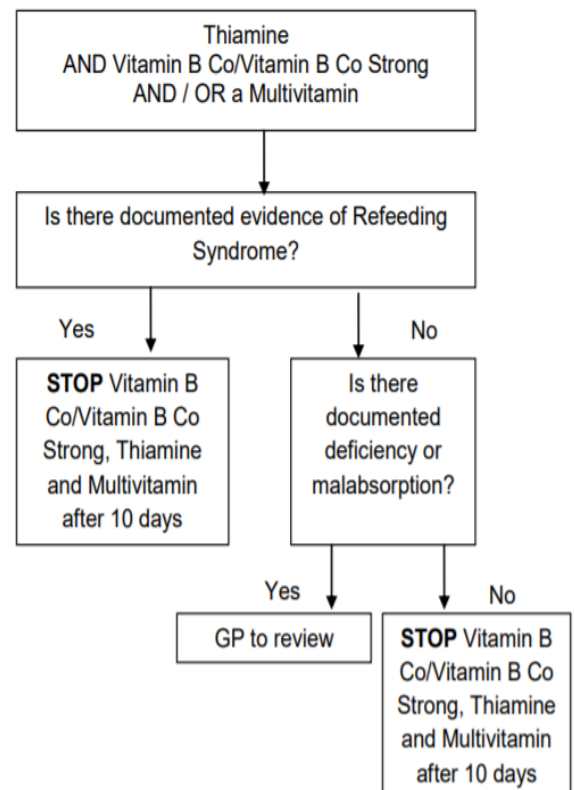 Thiamine
AND Vitamin B Co/Vitamin B Co Strong
AND / OR a Multivitamin
Is there documented evidence of Refeeding
Syndrome?
Yes
No
STOP Vitamin B
Co/Vitamin B Co
Strong, Thiamine
and Multivitamin
after 10 days
Is there
documented
deficiency or
malabsorption?
Yes
No
GP to review
STOP Vitamin B
Co/Vitamin B Co
Strong, Thiamine
and Multivitamin
after 10 days